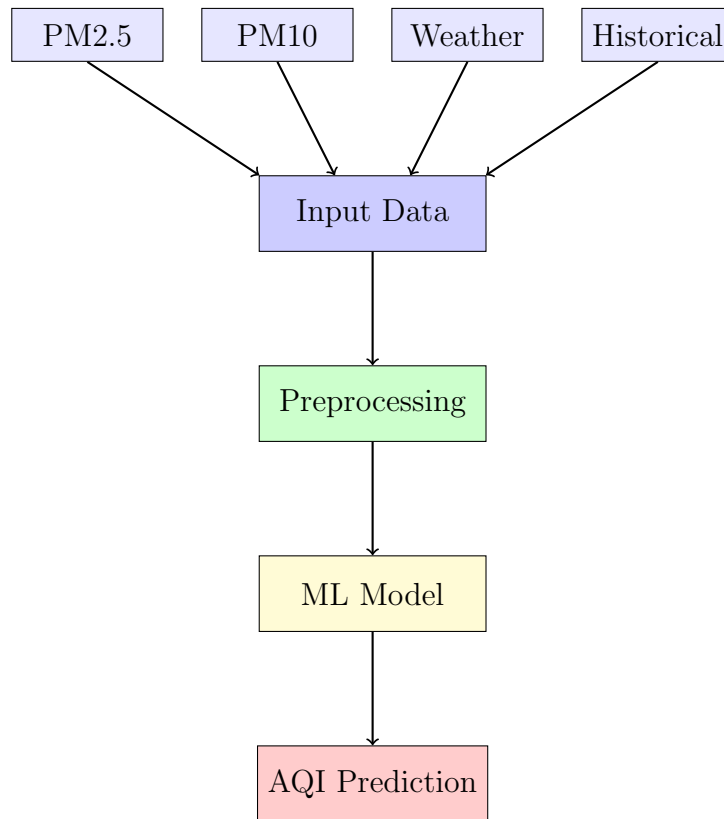 PM2.5
PM10
Weather
Historical
Input Data
Preprocessing
ML Model
AQI Prediction